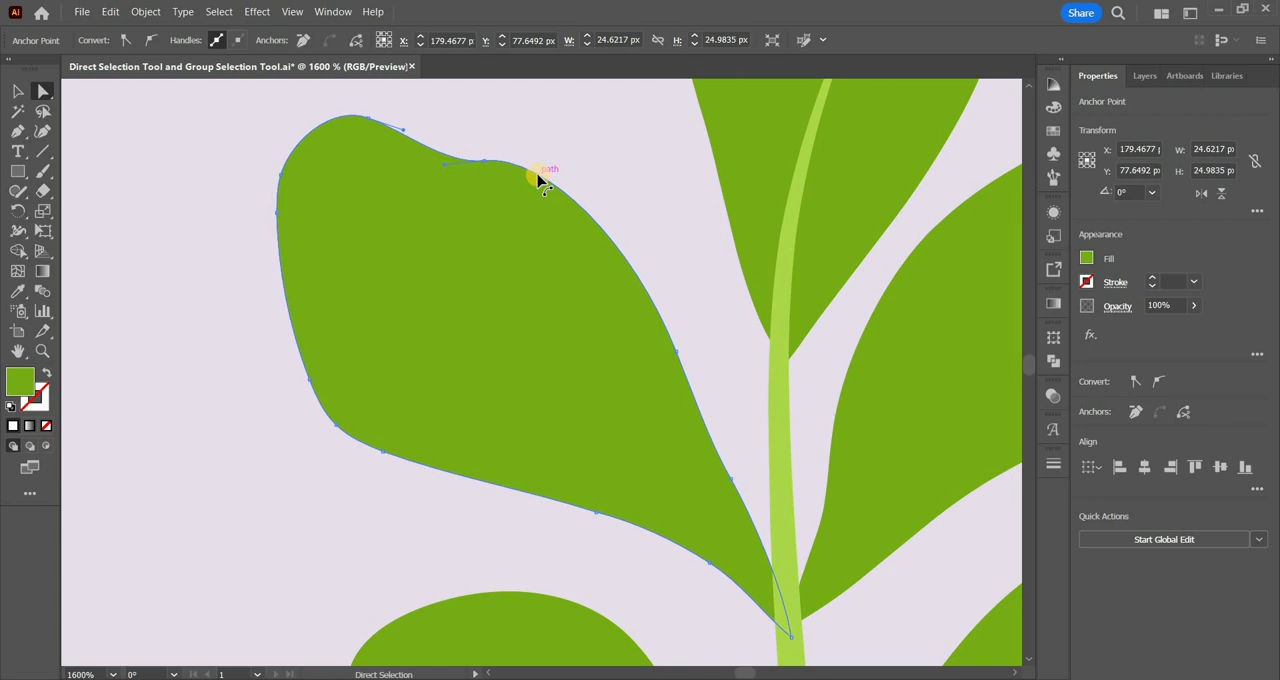 Ai File Edit Object Type Select Effect View Window Help Share
Anchor Point Convert: Handles: Anchors: X: 179.4677 p Y: 77.6492 p W: 24.6217 px H: 24.9835 px
Direct Selection Tool and Group Selection Tool.ai* @ 1600 % (RGB/Preview)
Properties Layers Artboards Libraries
Anchor Point
Transform
X: 179.4677 p W: 24.6217 px
Y: 77.6492 p H: 24.9835 px
0°
path
Appearance
Fill
Stroke
Opacity 100%
fx.
Convert:
Anchors:
Align
Quick Actions
Start Global Edit
1600% 0° 1 Direct Selection